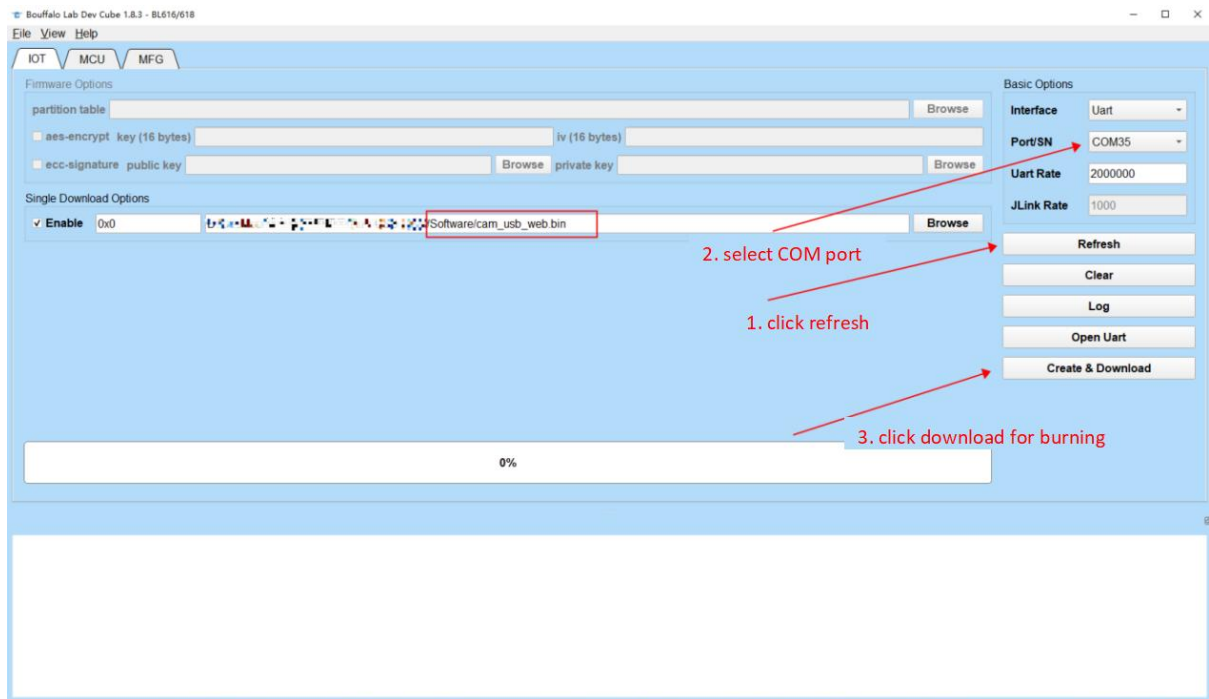 Bouffalo Lab Dev Cube 1.8.3 - BL616/618
File View Help
IOT MCU MFG
Firmware Options
partition table Browse
aes-encrypt key (16 bytes) iv (16 bytes)
ecc-signature public key Browse private key Browse
Single Download Options
Enable 0x0 /Software/cam_usb_web.bin Browse
Basic Options
Interface Uart
Port/SN COM35
Uart Rate 2000000
JLink Rate 1000
Refresh
Clear
Log
Open Uart
Create & Download
2. select COM port
1. click refresh
3. click download for burning
0%